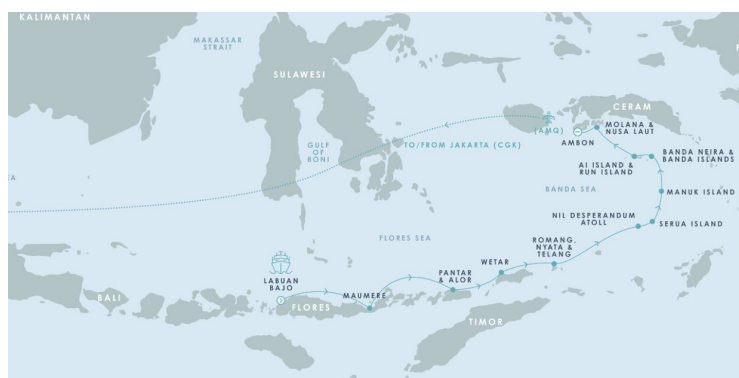 KALIMANTAN
MAKASSAR
STRAIT
SULAWESI
CERAM
(AMQ)
MOLANA &
NUSA LAUT
AMBON
TO/FROM JAKARTA (CGK)
GULF
OF
BONI
BANDA NEIRA &
BANDA ISLANDS
AI ISLAND &
RUN ISLAND
BANDA SEA
MANUK ISLAND
NIL DESPERANDUM
ATOLL
SERUA ISLAND
FLORES SEA
ROMANG,
NYATA &
TELANG
WETAR
PANTAR
& ALOR
LABUAN
BAJO
MAUMERE
BALI
FLORES
TIMOR